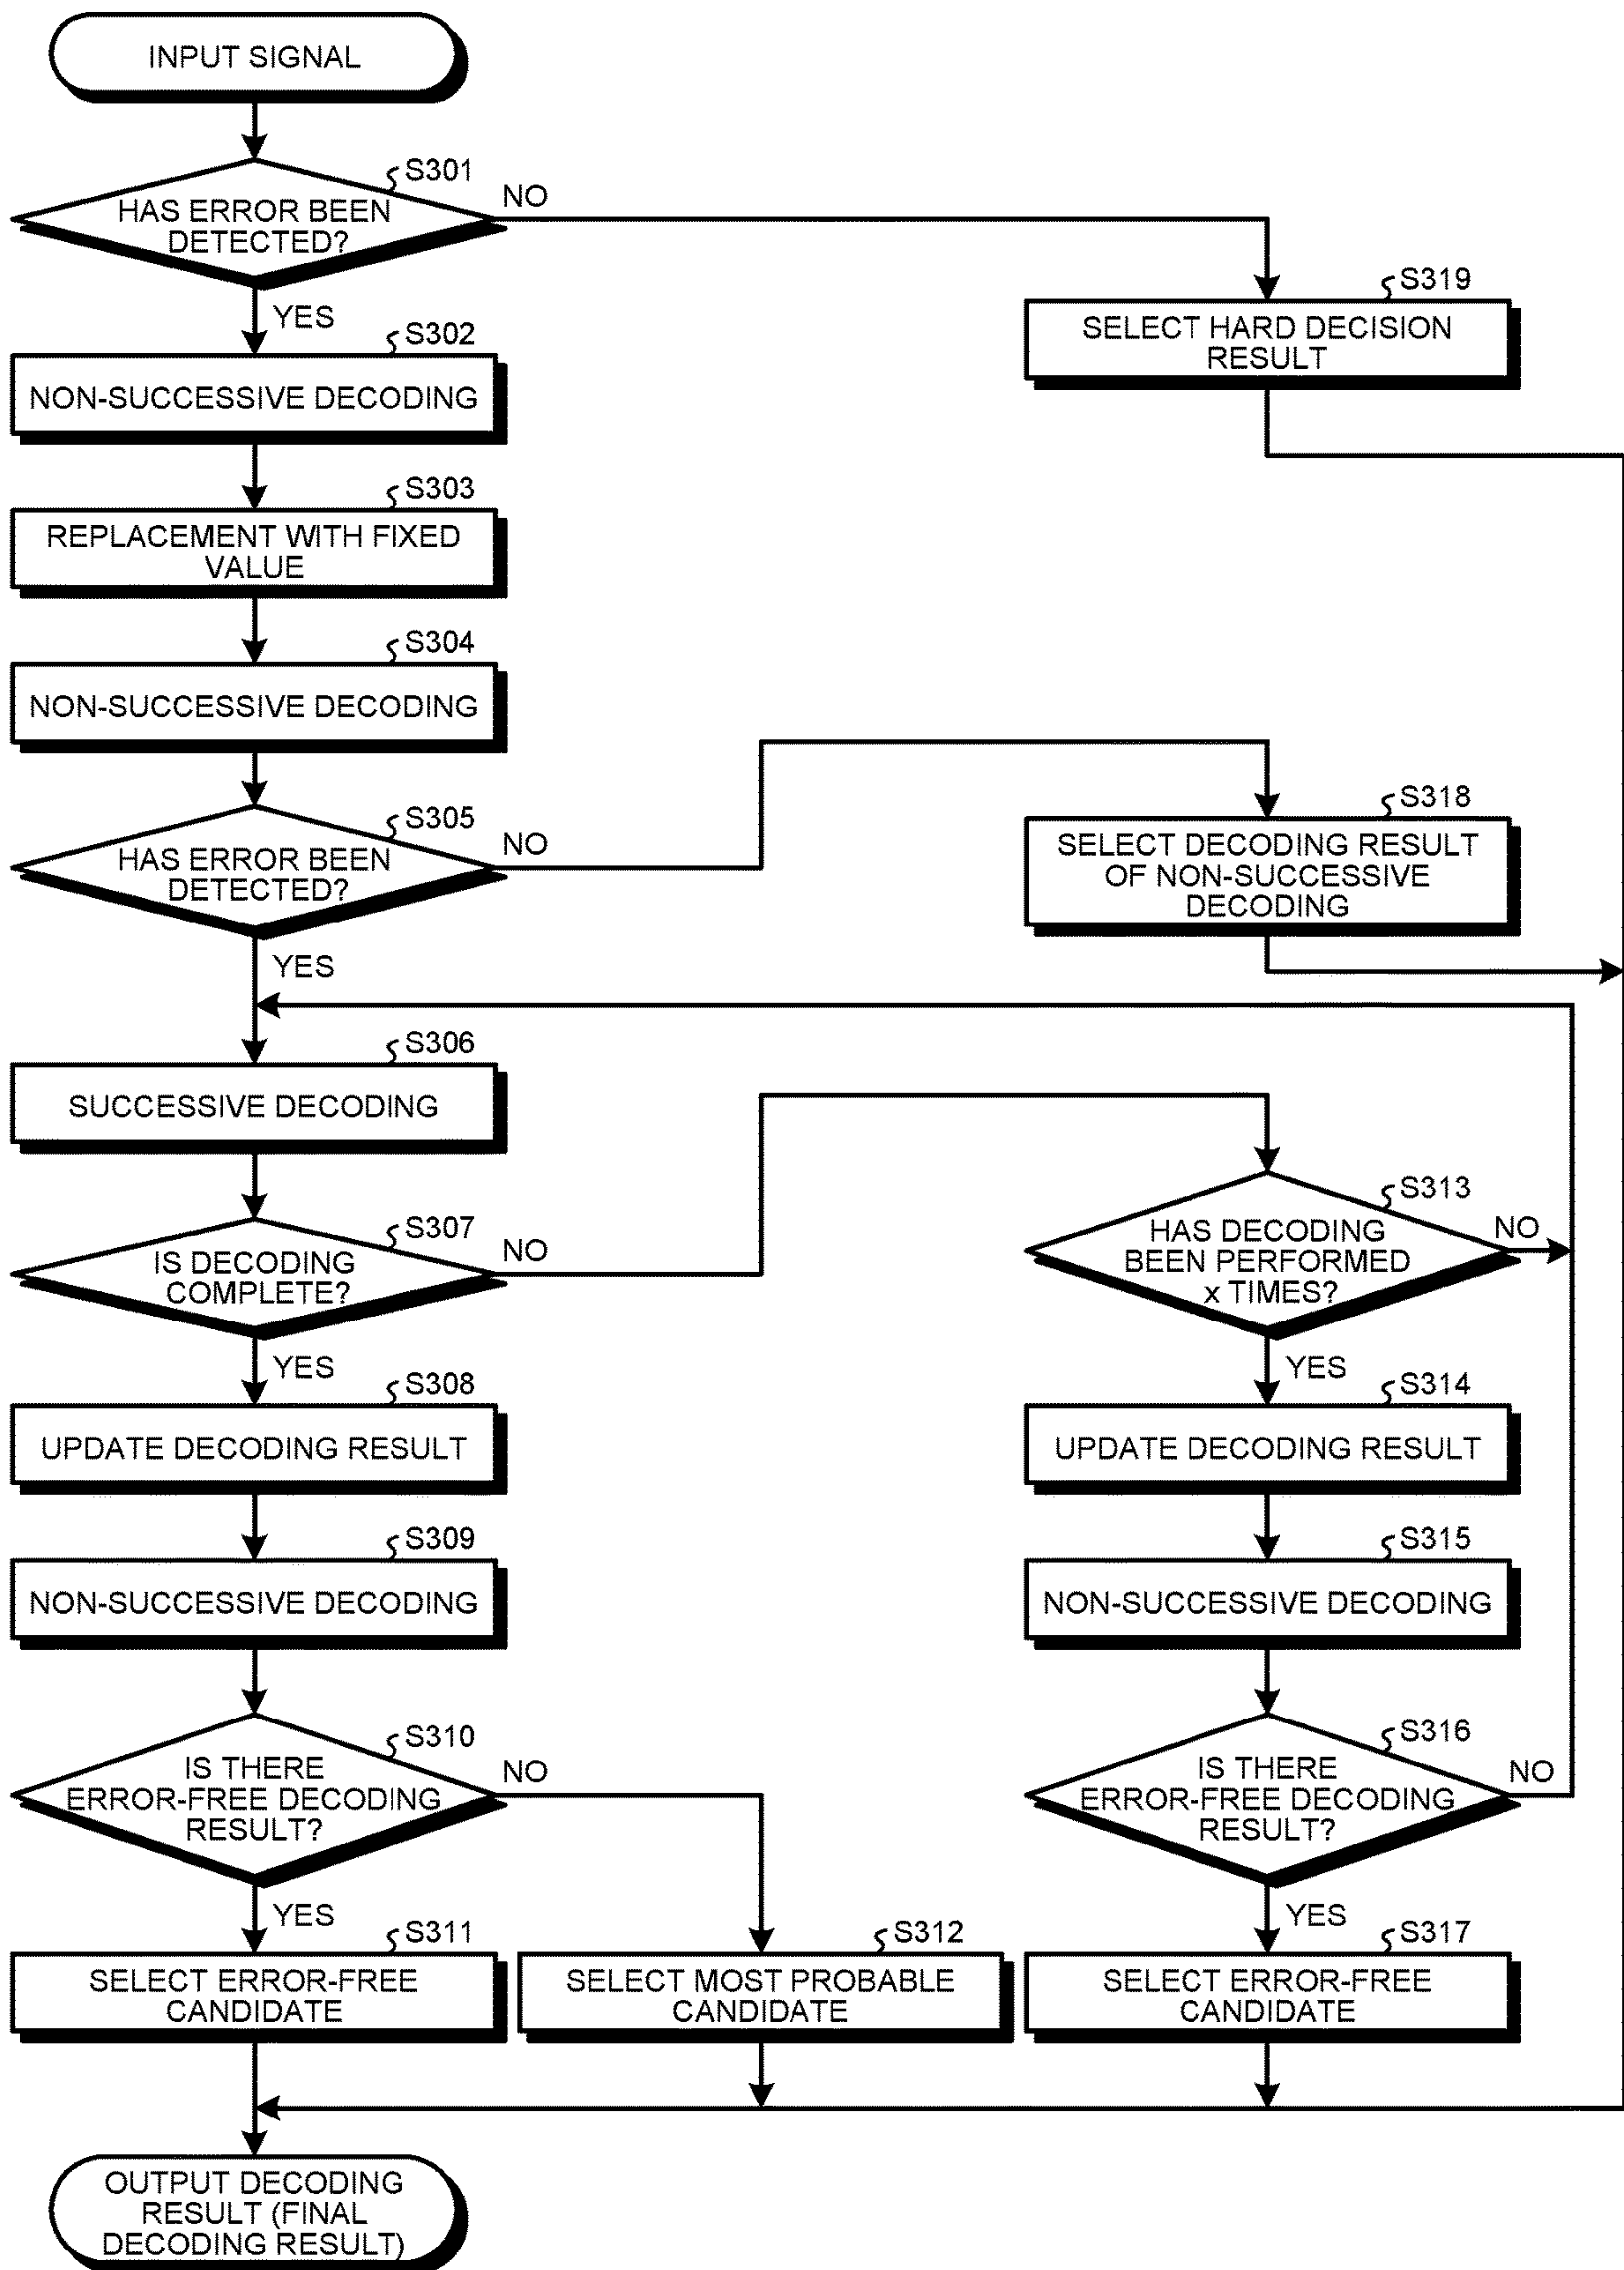 INPUT SIGNAL
S301
HAS ERROR BEEN
DETECTED?
NO
YES
S319
SELECT HARD DECISION
RESULT
S302
NON-SUCCESSIVE DECODING
S303
REPLACEMENT WITH FIXED
VALUE
S304
NON-SUCCESSIVE DECODING
S305
HAS ERROR BEEN
DETECTED?
NO
YES
S318
SELECT DECODING RESULT
OF NON-SUCCESSIVE
DECODING
S306
SUCCESSIVE DECODING
S307
IS DECODING
COMPLETE?
NO
YES
S313
HAS DECODING
BEEN PERFORMED
x TIMES?
NO
YES
S308
UPDATE DECODING RESULT
S314
UPDATE DECODING RESULT
S309
NON-SUCCESSIVE DECODING
S315
NON-SUCCESSIVE DECODING
S310
IS THERE
ERROR-FREE DECODING
RESULT?
NO
YES
S316
IS THERE
ERROR-FREE DECODING
RESULT?
NO
YES
S311
SELECT ERROR-FREE
CANDIDATE
S312
SELECT MOST PROBABLE
CANDIDATE
S317
SELECT ERROR-FREE
CANDIDATE
OUTPUT DECODING
RESULT (FINAL
DECODING RESULT)